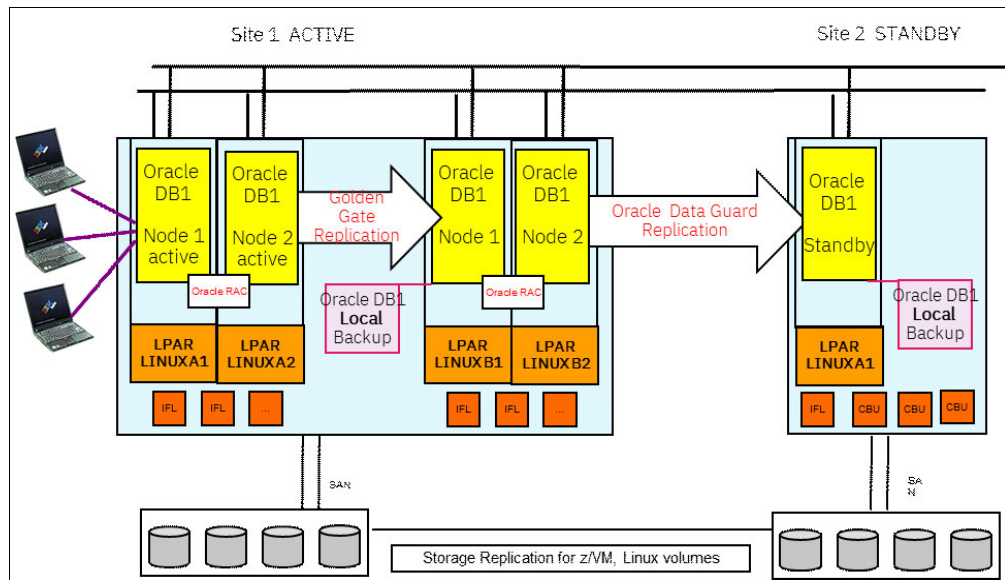 Site 1 ACTIVE
Site 2 STANDBY
Oracle
DB1
Node 1
active
Oracle
DB1
Node 2
active
Oracle RAC
Golden
Gate
Replication
Oracle
DB1
Node 1
Oracle
DB1
Node 2
Oracle RAC
Oracle DB1
Local
Backup
Oracle Data Guard
Replication
Oracle
DB1
Standby
Oracle DB1
Local
Backup
LPAR
LINUXA1
LPAR
LINUXA2
LPAR
LINUXB1
LPAR
LINUXB2
LPAR
LINUXA1
IFL
IFL
...
IFL
IFL
...
IFL
CBU
CBU
CBU
SAN
SA
N
Storage Replication for z/VM, Linux volumes